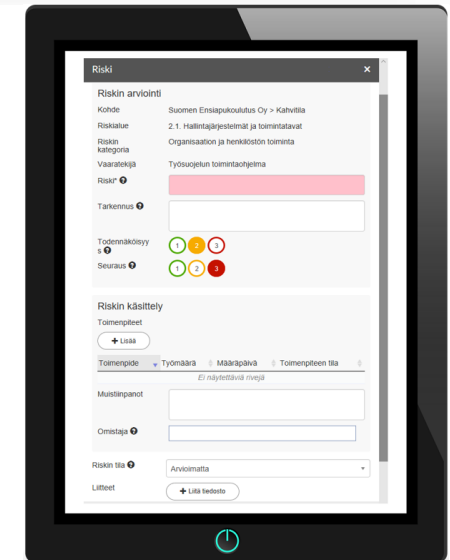 Riski ×
Riskin arviointi
Kohde Suomen Ensiapukoulutus Oy > Kahvitila
Riskialue 2.1. Hallintajärjestelmät ja toimintatavat
Riskin kategoria Organisaation ja henkilöstön toiminta
Vaaratekijä Työsuojelun toimintaohjelma
Riski* ?
Tarkennus ?
Todennäköisyy
s ? 1 2 3
Seuraus ? 1 2 3
Riskin käsittely
Toimenpiteet
+ Lisää
Toimenpide Työmäärä Määräpäivä Toimenpiteen tila
Ei näytettäviä rivejä
Muistiinpanot
Omistaja ?
Riskin tila ? Arvioimatta
Liitteet + Liitä tiedosto